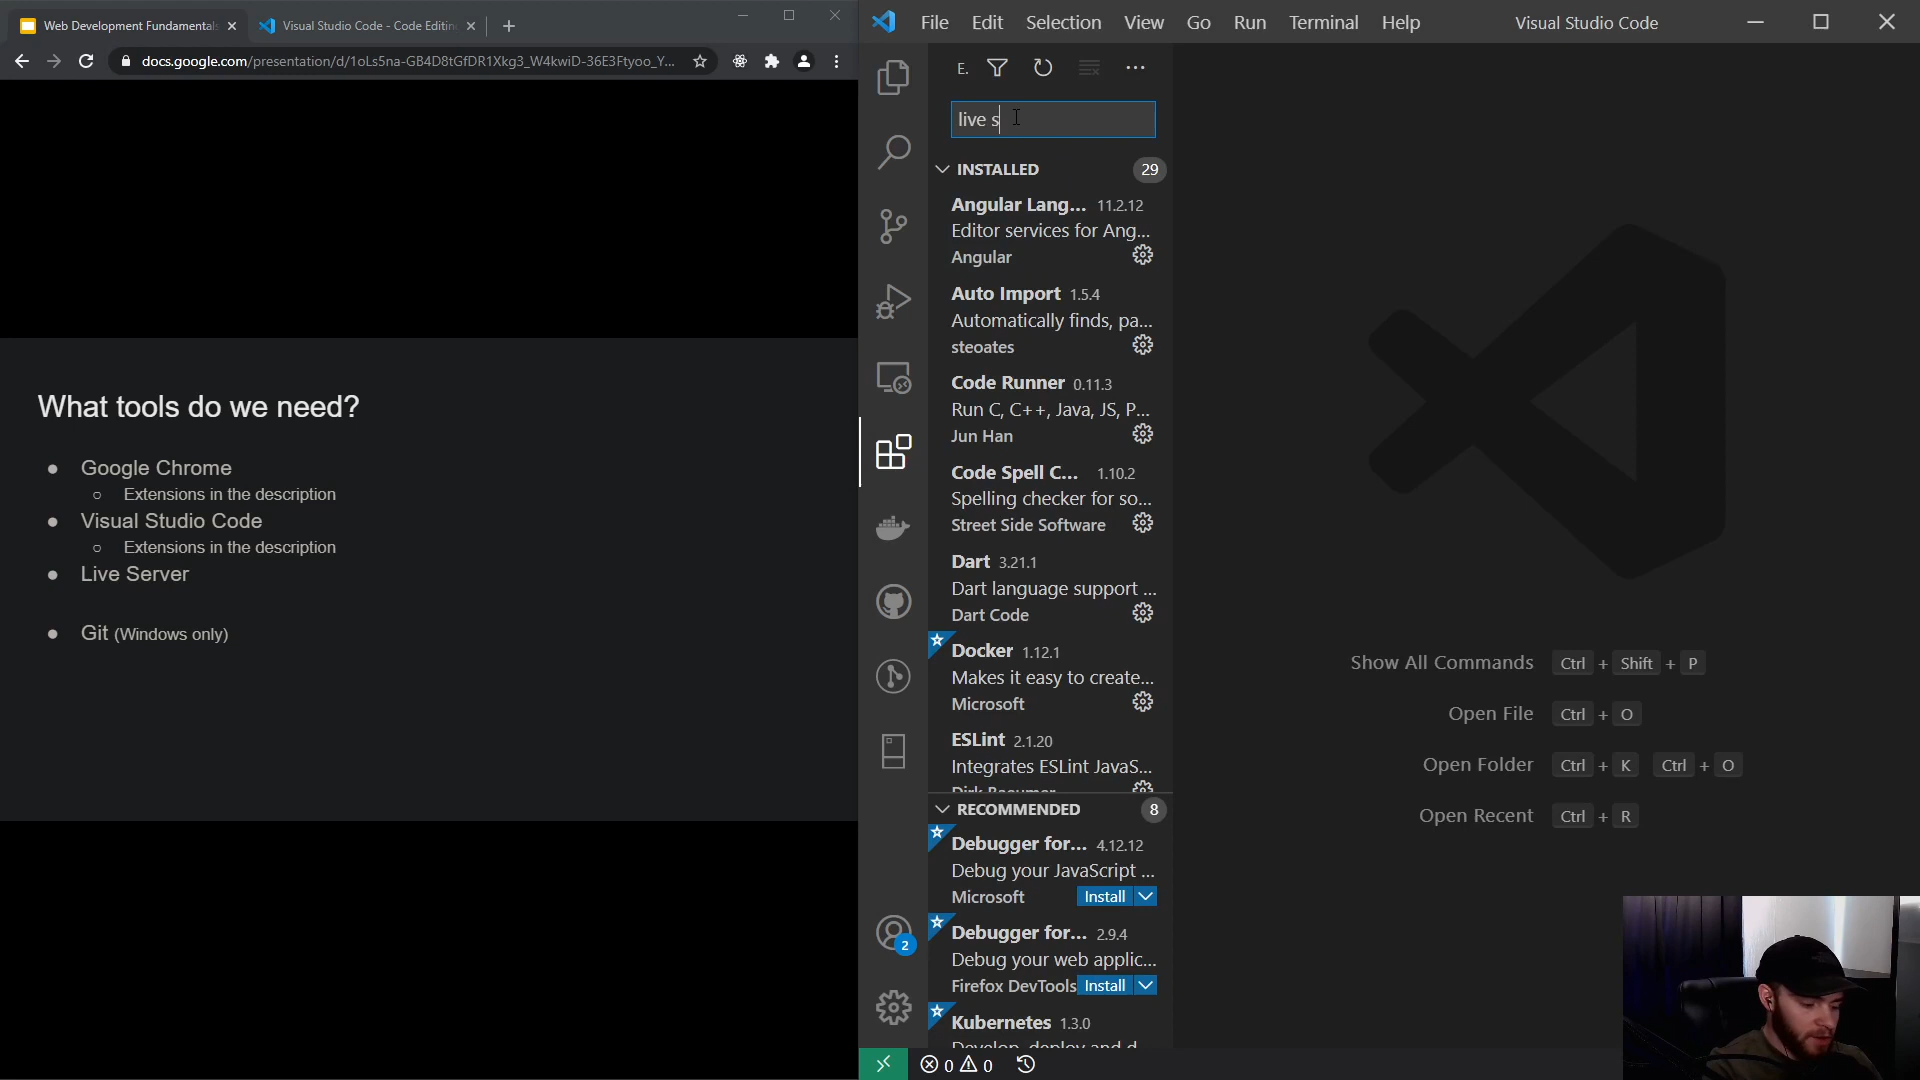 Web Development Fundamental
Visual Studio Code - Code Editin
docs.google.com/presentation/d/1oLs5na-GB4D8tGfDR1Xkg3_W4kwiD-36E3Ftyoo_Y...
What tools do we need?
Google Chrome
Extensions in the description
Visual Studio Code
Extensions in the description
Live Server
Git (Windows only)
File Edit Selection View Go Run Terminal Help
Visual Studio Code
E.
live s
INSTALLED 29
Angular Lang... 11.2.12
Editor services for Ang...
Angular
Auto Import 1.5.4
Automatically finds, pa...
steoates
Code Runner 0.11.3
Run C, C++, Java, JS, P...
Jun Han
Code Spell C... 1.10.2
Spelling checker for so...
Street Side Software
Dart 3.21.1
Dart language support ...
Dart Code
Docker 1.12.1
Makes it easy to create...
Microsoft
ESLint 2.1.20
Integrates ESLint JavaS...
Dirk Baeumer
RECOMMENDED 8
Debugger for... 4.12.12
Debug your JavaScript ...
Microsoft Install
Debugger for... 2.9.4
Debug your web applic...
Firefox DevTools Install
Kubernetes 1.3.0
Develop, deploy and d
2
0 0
Show All Commands Ctrl + Shift + P
Open File Ctrl + O
Open Folder Ctrl + K Ctrl + O
Open Recent Ctrl + R